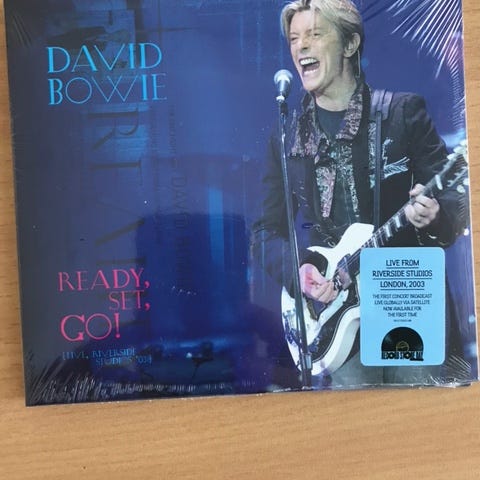 DAVID
BOWIE
READY,
SET,
GO!
[LIVE, RIVERSIDE
STUDIOS '03]
LIVE FROM
RIVERSIDE STUDIOS
LONDON, 2003
THE FIRST CONCERT BROADCAST
LIVE GLOBALLY VIA SATELLITE
NOW AVAILABLE FOR
THE FIRST TIME